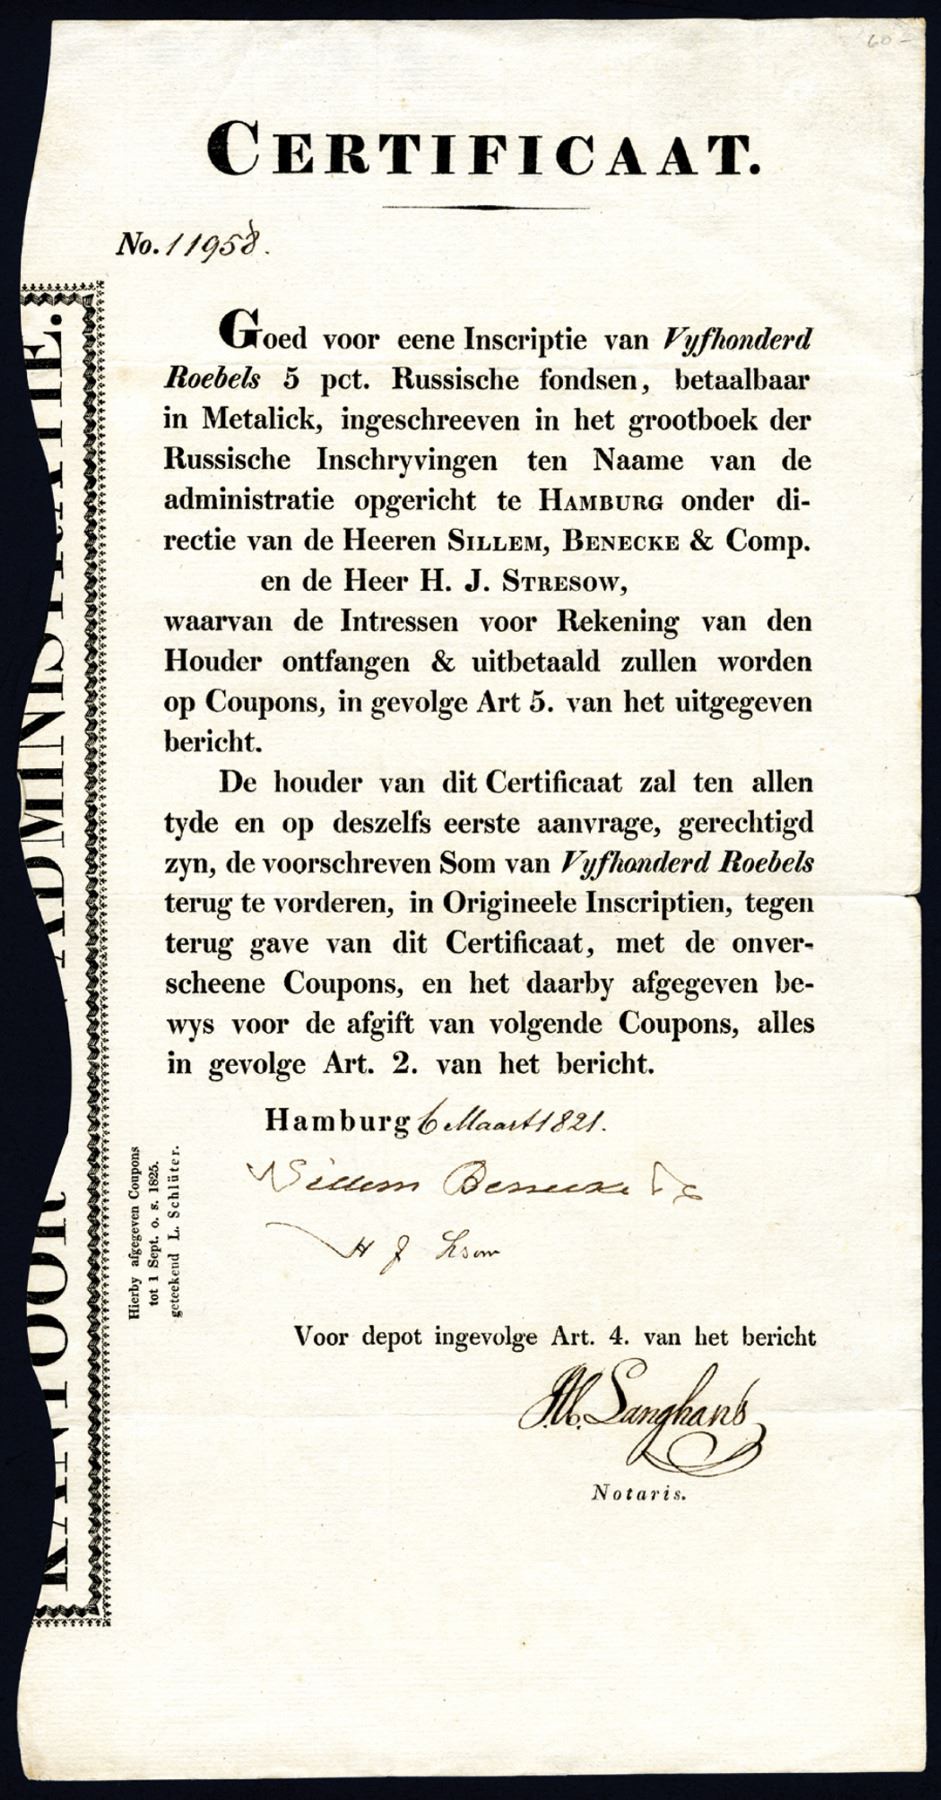 60 -
CERTIFICAAT.
No. 11958.
Goed voor eene Inscriptie van Vyfhonderd
Roebels 5 pct. Russische fondsen, betaalbaar
in Metalick, ingeschreeven in het grootboek der
Russische Inschryvingen ten Naame van de
administratie opgericht te HAMBURG onder di-
rectie van de Heeren SILLEM, BENECKE & Comp.
en de Heer H. J. STRESOW,
waarvan de Intressen voor Rekening van den
Houder ontfangen & uitbetaald zullen worden
op Coupons, in gevolge Art 5. van het uitgegeven
bericht.
De houder van dit Certificaat zal ten allen
tyde en op deszelfs eerste aanvrage, gerechtigd
zyn, de voorschreven Som van Vyfhonderd Roebels
terug te vorderen, in Origineele Inscriptien, tegen
terug gave van dit Certificaat, met de onver-
scheene Coupons, en het daarby afgegeven be-
wys voor de afgift van volgende Coupons, alles
in gevolge Art. 2. van het bericht.
Hamburg 6 Maart 1821.
Sillem Benecke & C
H J
Voor depot ingevolge Art. 4. van het bericht
Langhans
Notaris.
Hierby afgegeven Coupons
tot 1 Sept. o. s. 1825.
geteekend L. Schlüter.
KANTOOR ADMINISTRATIE.